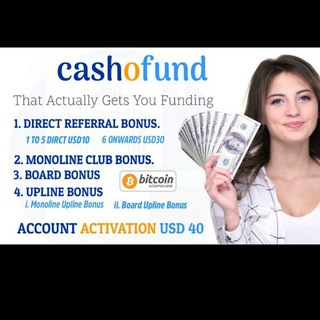 cashofund
That Actually Gets You Funding
1. DIRECT REFERRAL BONUS.
1 TO 5 DIRCT USD10 6 ONWARDS USD30
2. MONOLINE CLUB BONUS.
3. BOARD BONUS
bitcoin
ACCEPTED HERE
4. UPLINE BONUS
i. Monoline Upline Bonus ii. Board Upline Bonus
ACCOUNT ACTIVATION USD 40